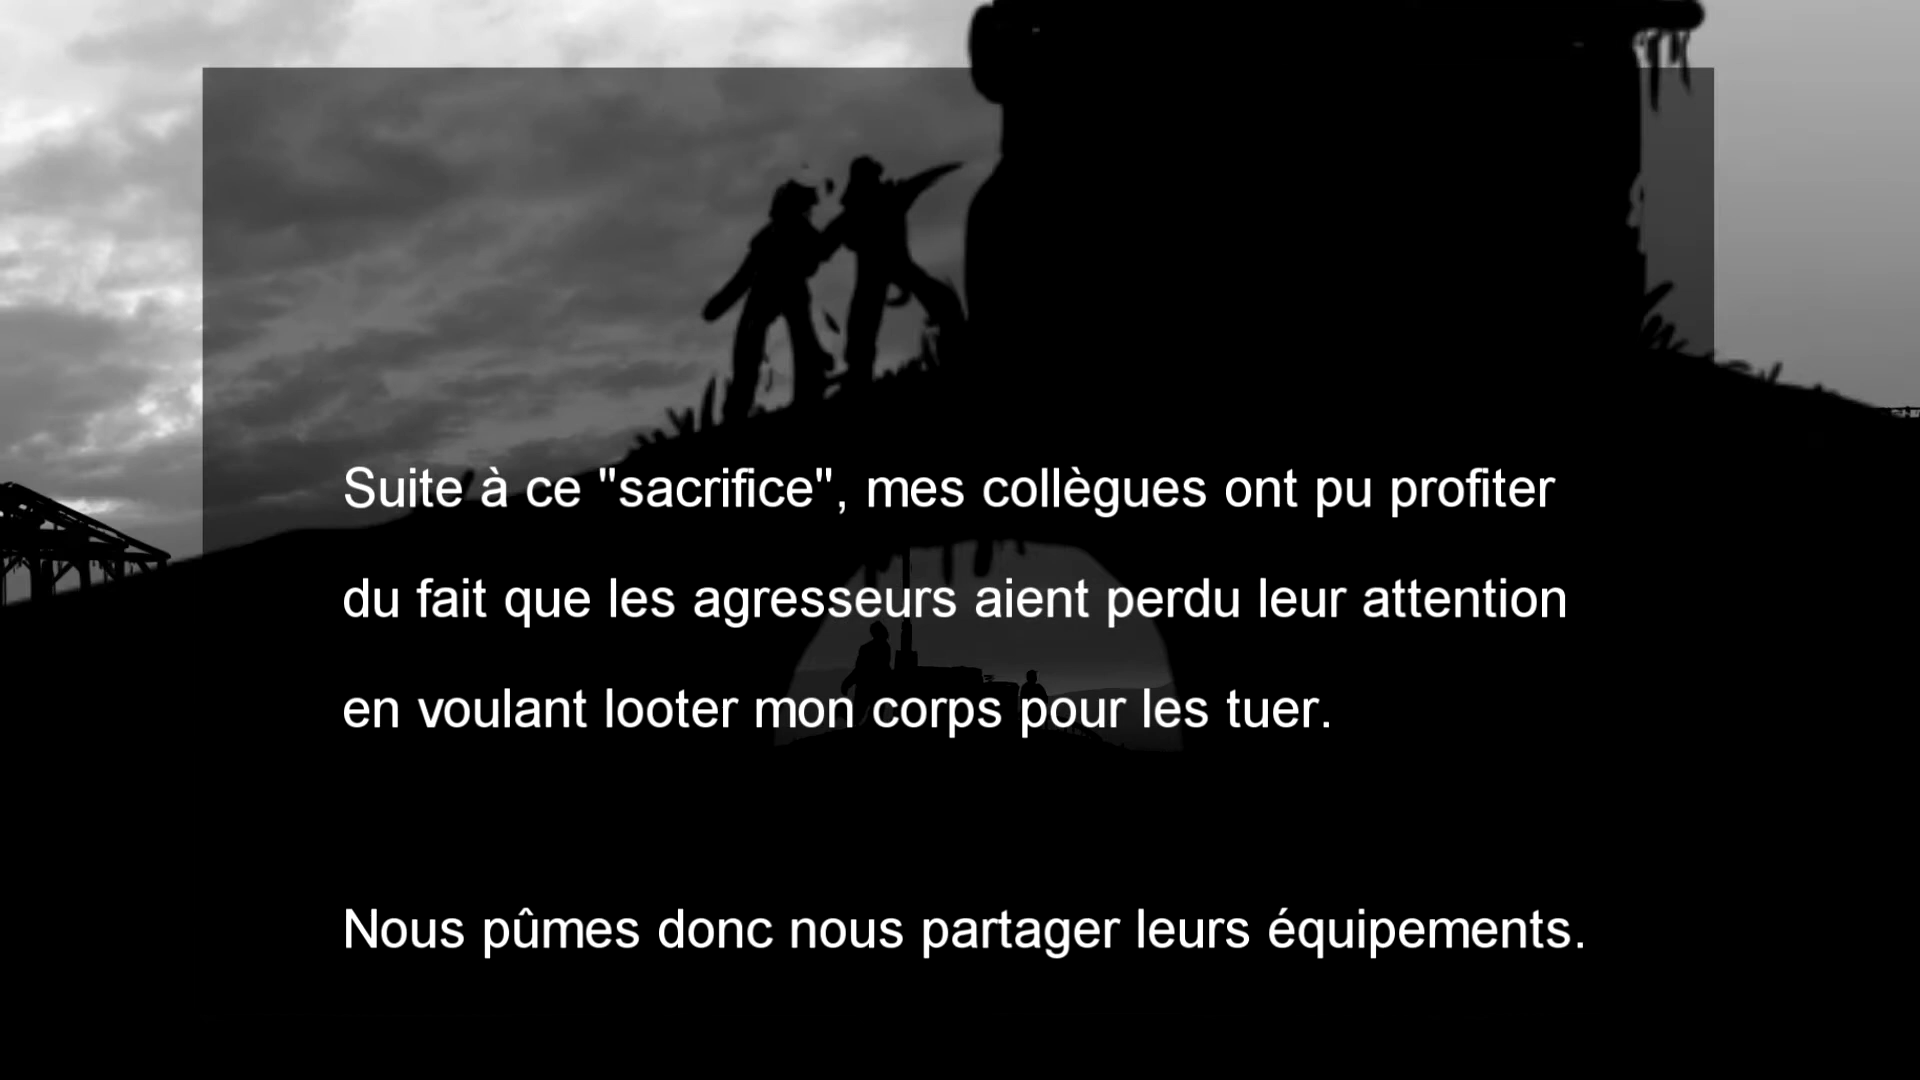 Suite à ce "sacrifice", mes collègues ont pu profiter
du fait que les agresseurs aient perdu leur attention
en voulant looter mon corps pour les tuer.
Nous pûmes donc nous partager leurs équipements.